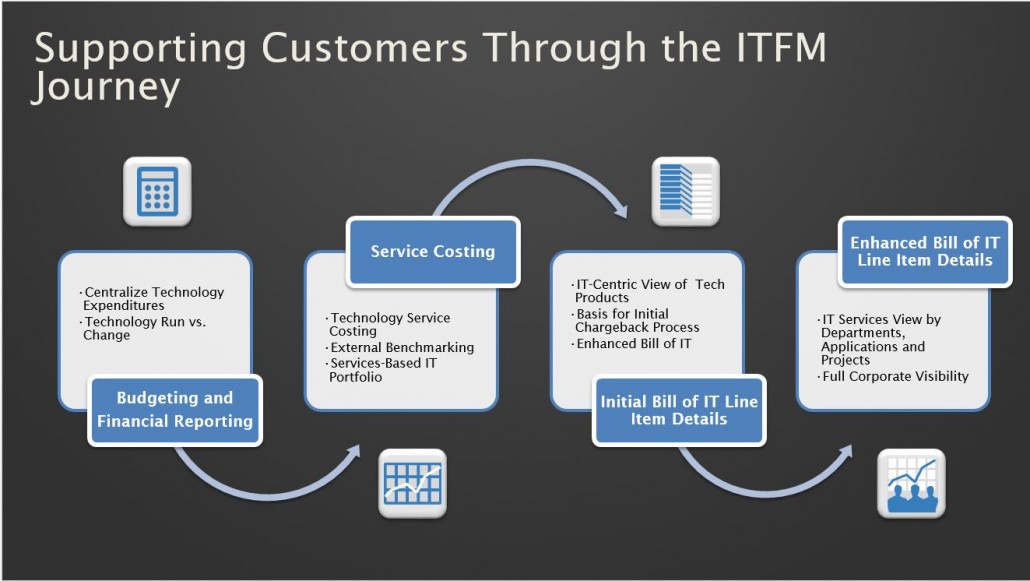 Supporting Customers Through the ITFM
Journey
·Centralize Technology
Expenditures
·Technology Run vs.
Change
Budgeting and
Financial Reporting
Service Costing
·Technology Service
Costing
·External Benchmarking
·Services-Based IT
Portfolio
·IT-Centric View of Tech
Products
·Basis for Initial
Chargeback Process
·Enhanced Bill of IT
Initial Bill of IT Line
Item Details
Enhanced Bill of IT
Line Item Details
·IT Services View by
Departments,
Applications and
Projects
·Full Corporate Visibility